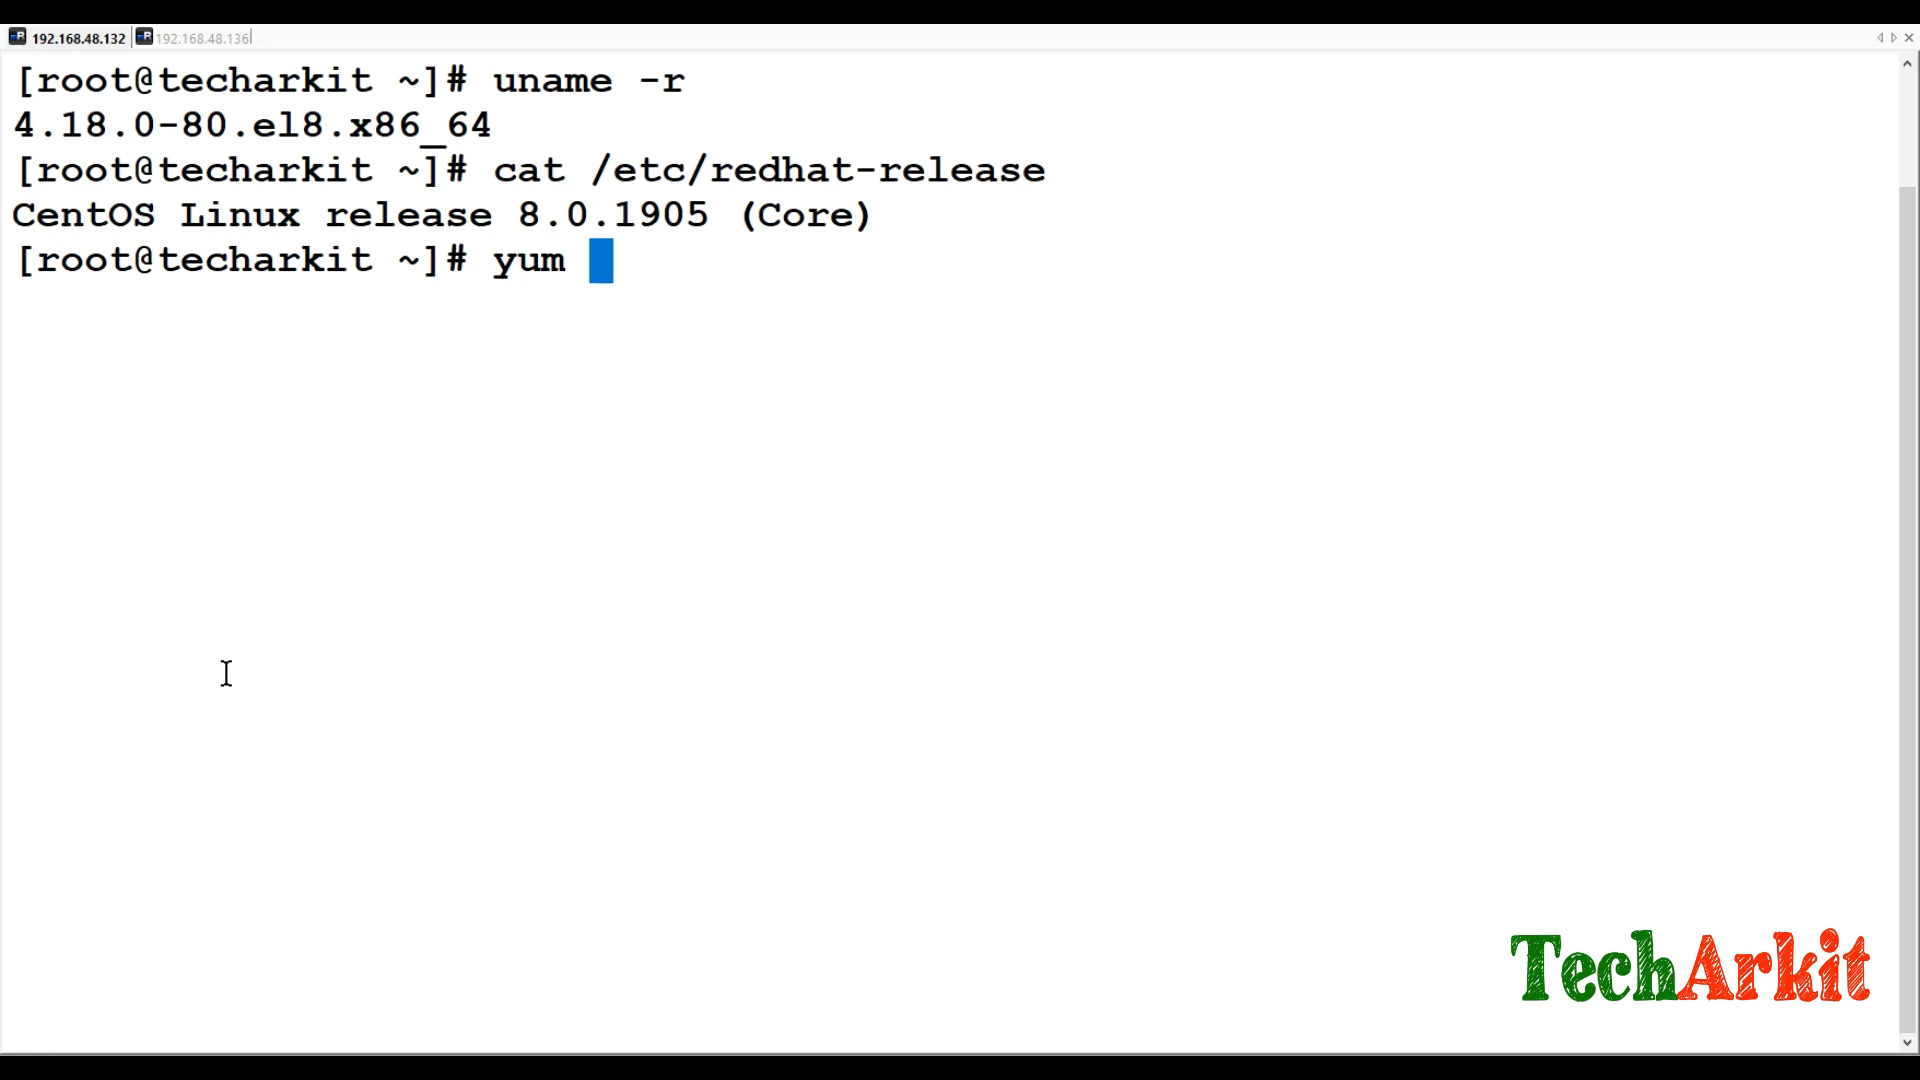 192.168.48.132 192.168.48.136
[root@techarkit ~]# uname -r
4.18.0-80.el8.x86_64
[root@techarkit ~]# cat /etc/redhat-release
CentOS Linux release 8.0.1905 (Core)
[root@techarkit ~]# yum
TechArkit